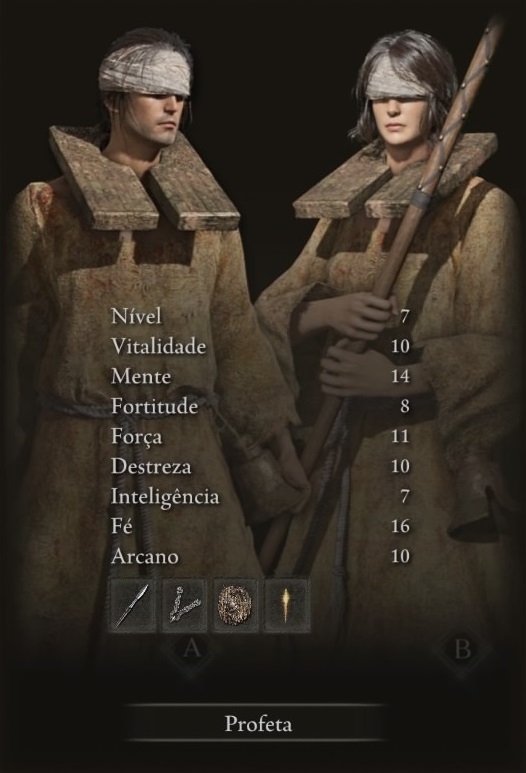 Nível 7
Vitalidade 10
Mente 14
Fortitude 8
Força 11
Destreza 10
Inteligência 7
Fé 16
Arcano 10
A B
Profeta